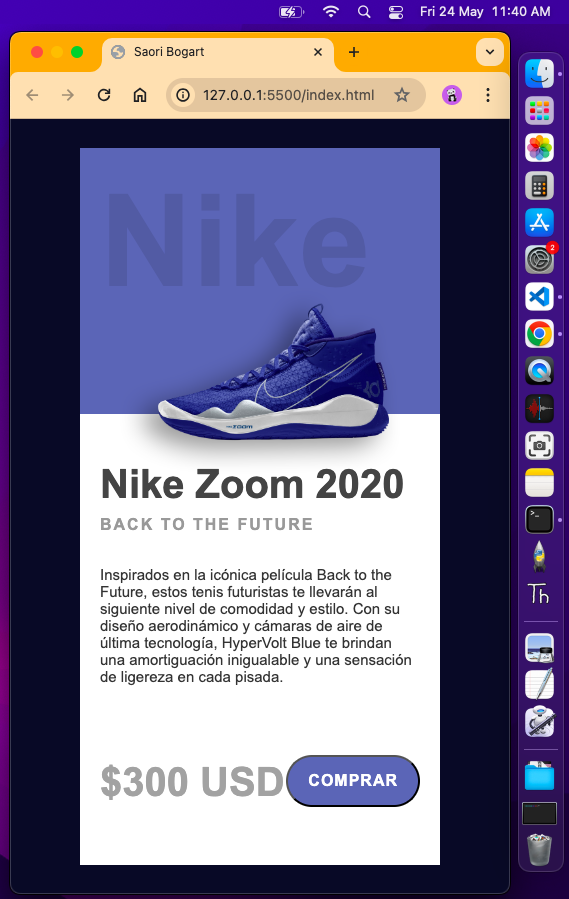 Fri 24 May 11:40 AM
Saori Bogart
127.0.0.1:5500/index.html
2
Nike
ZOOM
Nike Zoom 2020
BACK TO THE FUTURE
Inspirados en la icónica película Back to the
Future, estos tenis futuristas te llevarán al
siguiente nivel de comodidad y estilo. Con su
diseño aerodinámico y cámaras de aire de
última tecnología, HyperVolt Blue te brindan
una amortiguación inigualable y una sensación
de ligereza en cada pisada.
$300 USD
COMPRAR
Th